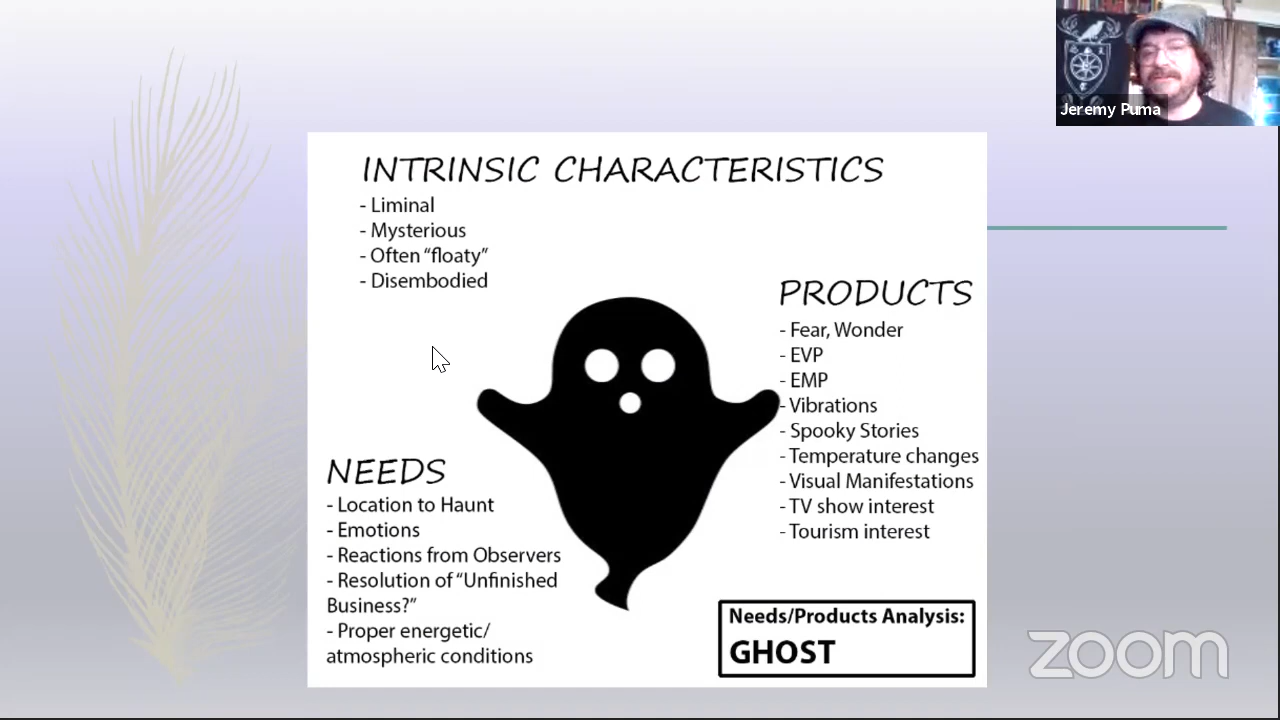 Jeremy Puma
INTRINSIC CHARACTERISTICS
- Liminal
- Mysterious
- Often “floaty”
- Disembodied
PRODUCTS
- Fear, Wonder
- EVP
- EMP
- Vibrations
- Spooky Stories
- Temperature changes
- Visual Manifestations
- TV show interest
- Tourism interest
NEEDS
- Location to Haunt
- Emotions
- Reactions from Observers
- Resolution of “Unfinished
Business?”
- Proper energetic/
atmospheric conditions
Needs/Products Analysis:
GHOST
zoom